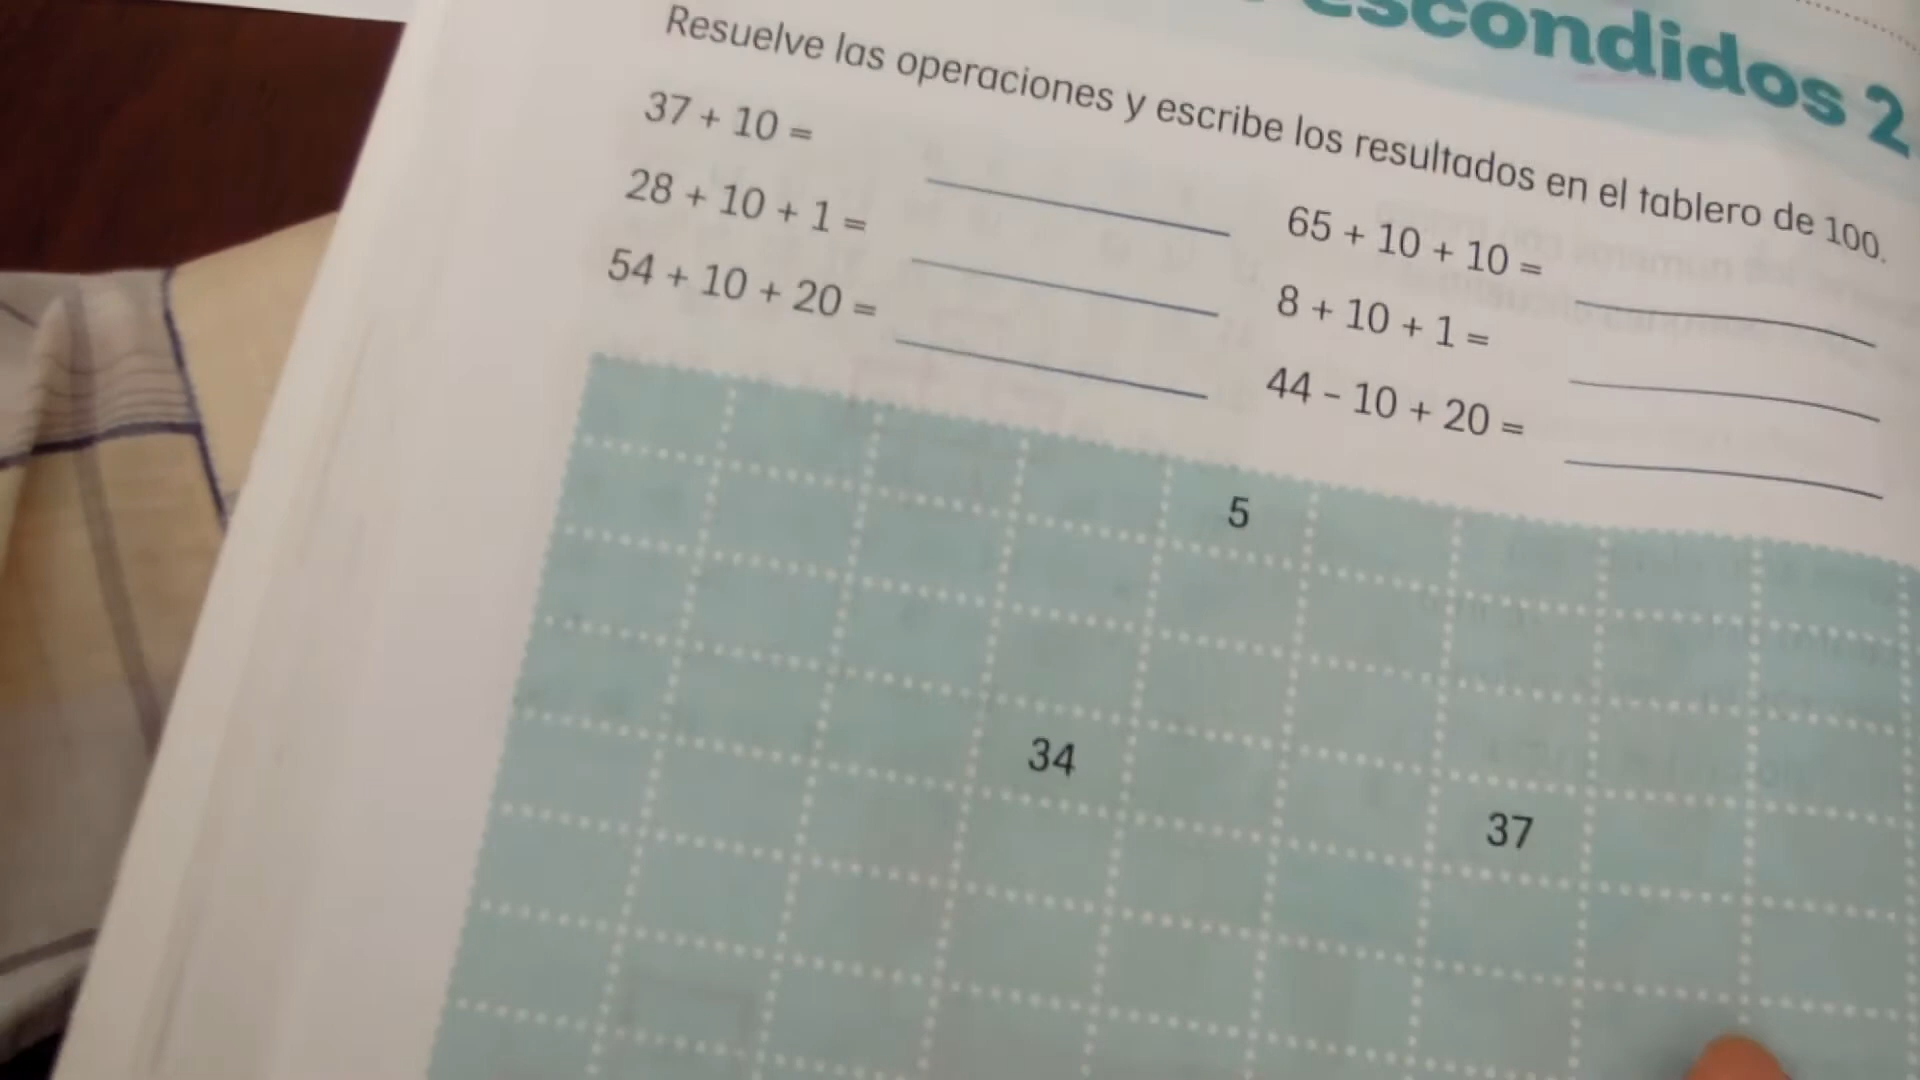 escondidos 2
Resuelve las operaciones y escribe los resultados en el tablero de 100.
37 + 10 =
28 + 10 + 1 =
54 + 10 + 20 =
65 + 10 + 10 =
8 + 10 + 1 =
44 - 10 + 20 =
5
34
37